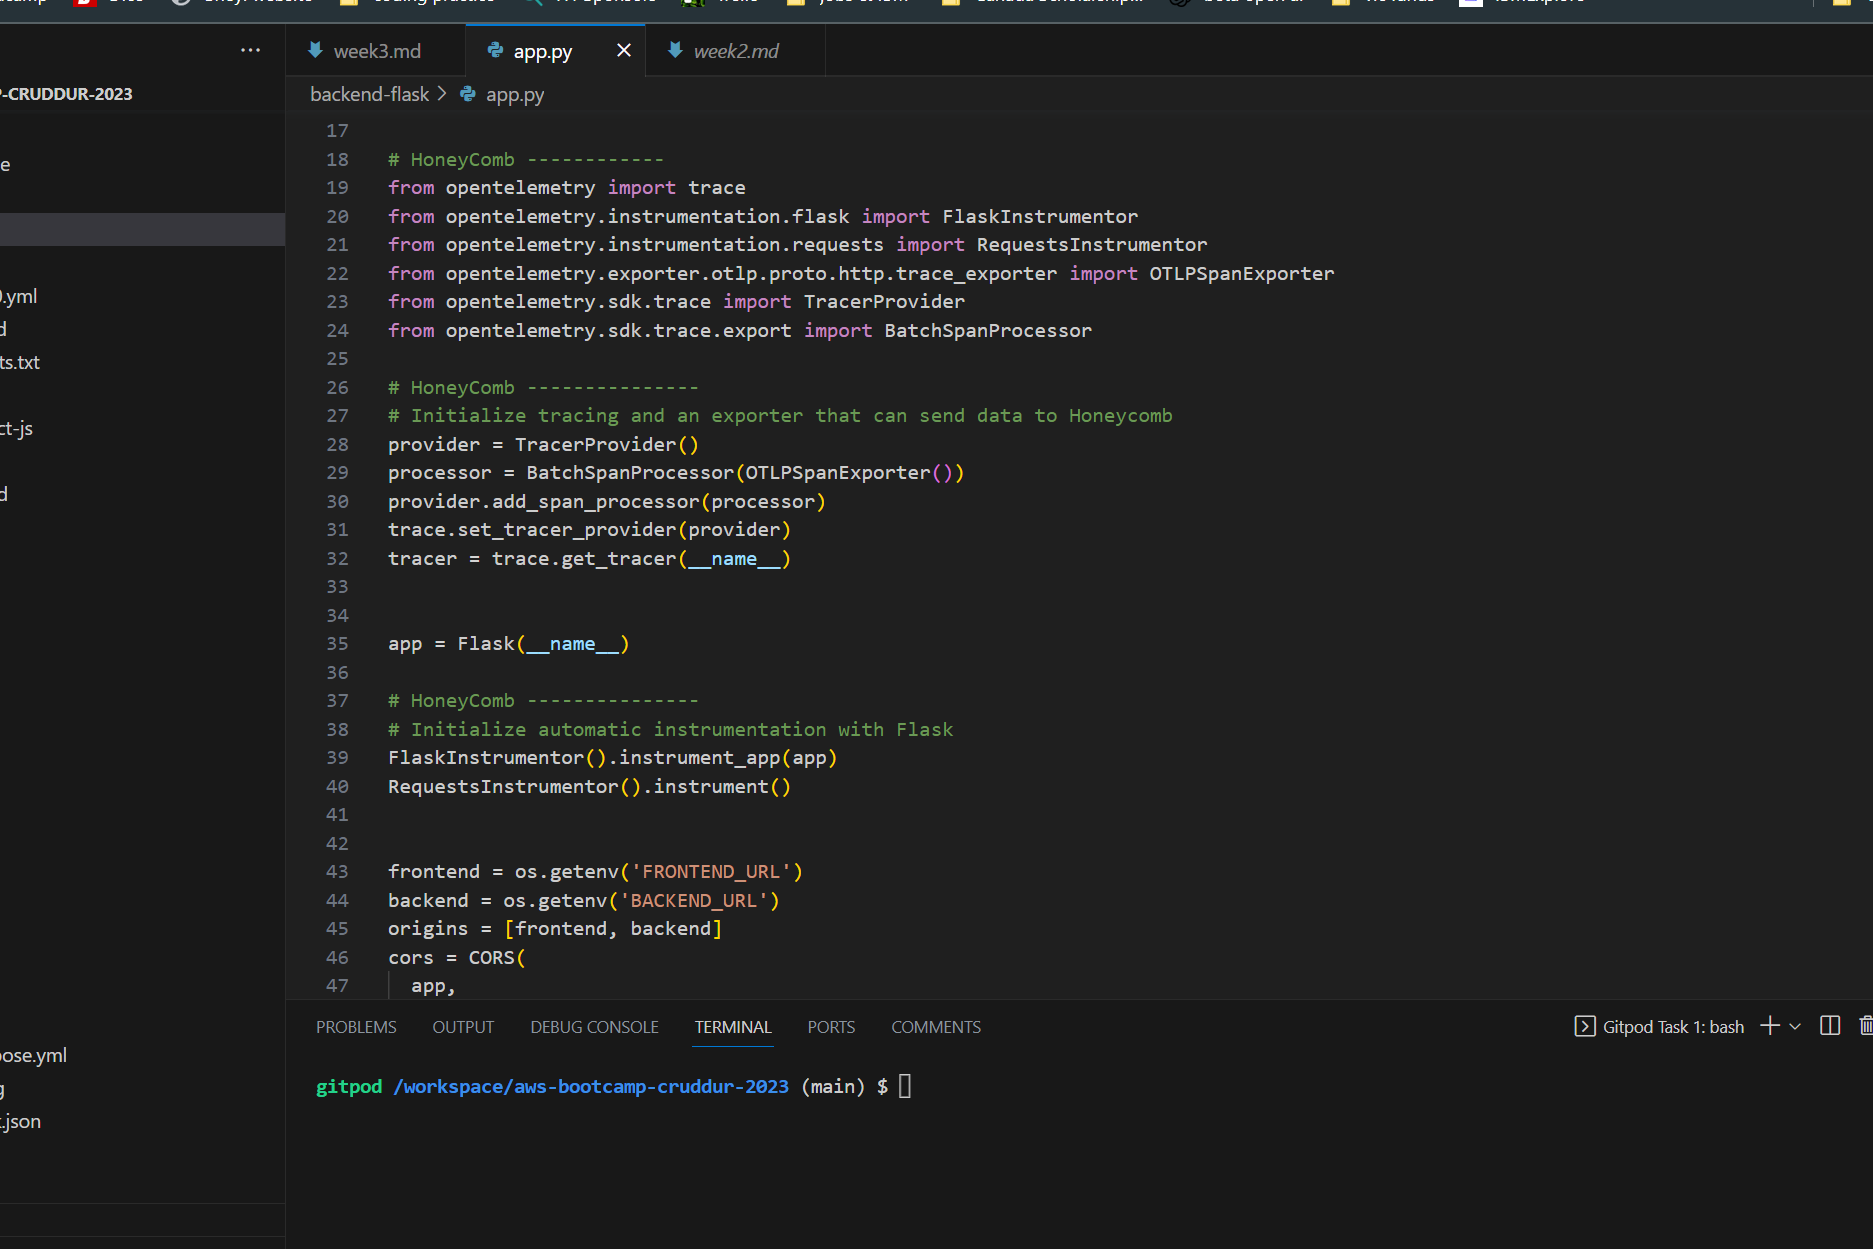 week3.md app.py week2.md
-CRUDDUR-2023
backend-flask > app.py
17
18 # HoneyComb ------------
19 from opentelemetry import trace
20 from opentelemetry.instrumentation.flask import FlaskInstrumentor
21 from opentelemetry.instrumentation.requests import RequestsInstrumentor
22 from opentelemetry.exporter.otlp.proto.http.trace_exporter import OTLPSpanExporter
23 from opentelemetry.sdk.trace import TracerProvider
24 from opentelemetry.sdk.trace.export import BatchSpanProcessor
25
26 # HoneyComb ---------------
27 # Initialize tracing and an exporter that can send data to Honeycomb
28 provider = TracerProvider()
29 processor = BatchSpanProcessor(OTLPSpanExporter())
30 provider.add_span_processor(processor)
31 trace.set_tracer_provider(provider)
32 tracer = trace.get_tracer(__name__)
33
34
35 app = Flask(__name__)
36
37 # HoneyComb ---------------
38 # Initialize automatic instrumentation with Flask
39 FlaskInstrumentor().instrument_app(app)
40 RequestsInstrumentor().instrument()
41
42
43 frontend = os.getenv('FRONTEND_URL')
44 backend = os.getenv('BACKEND_URL')
45 origins = [frontend, backend]
46 cors = CORS(
47 app,
e
.yml
d
ts.txt
ct-js
d
ose.yml
g
.json
PROBLEMS OUTPUT DEBUG CONSOLE TERMINAL PORTS COMMENTS Gitpod Task 1: bash
gitpod /workspace/aws-bootcamp-cruddur-2023 (main) $